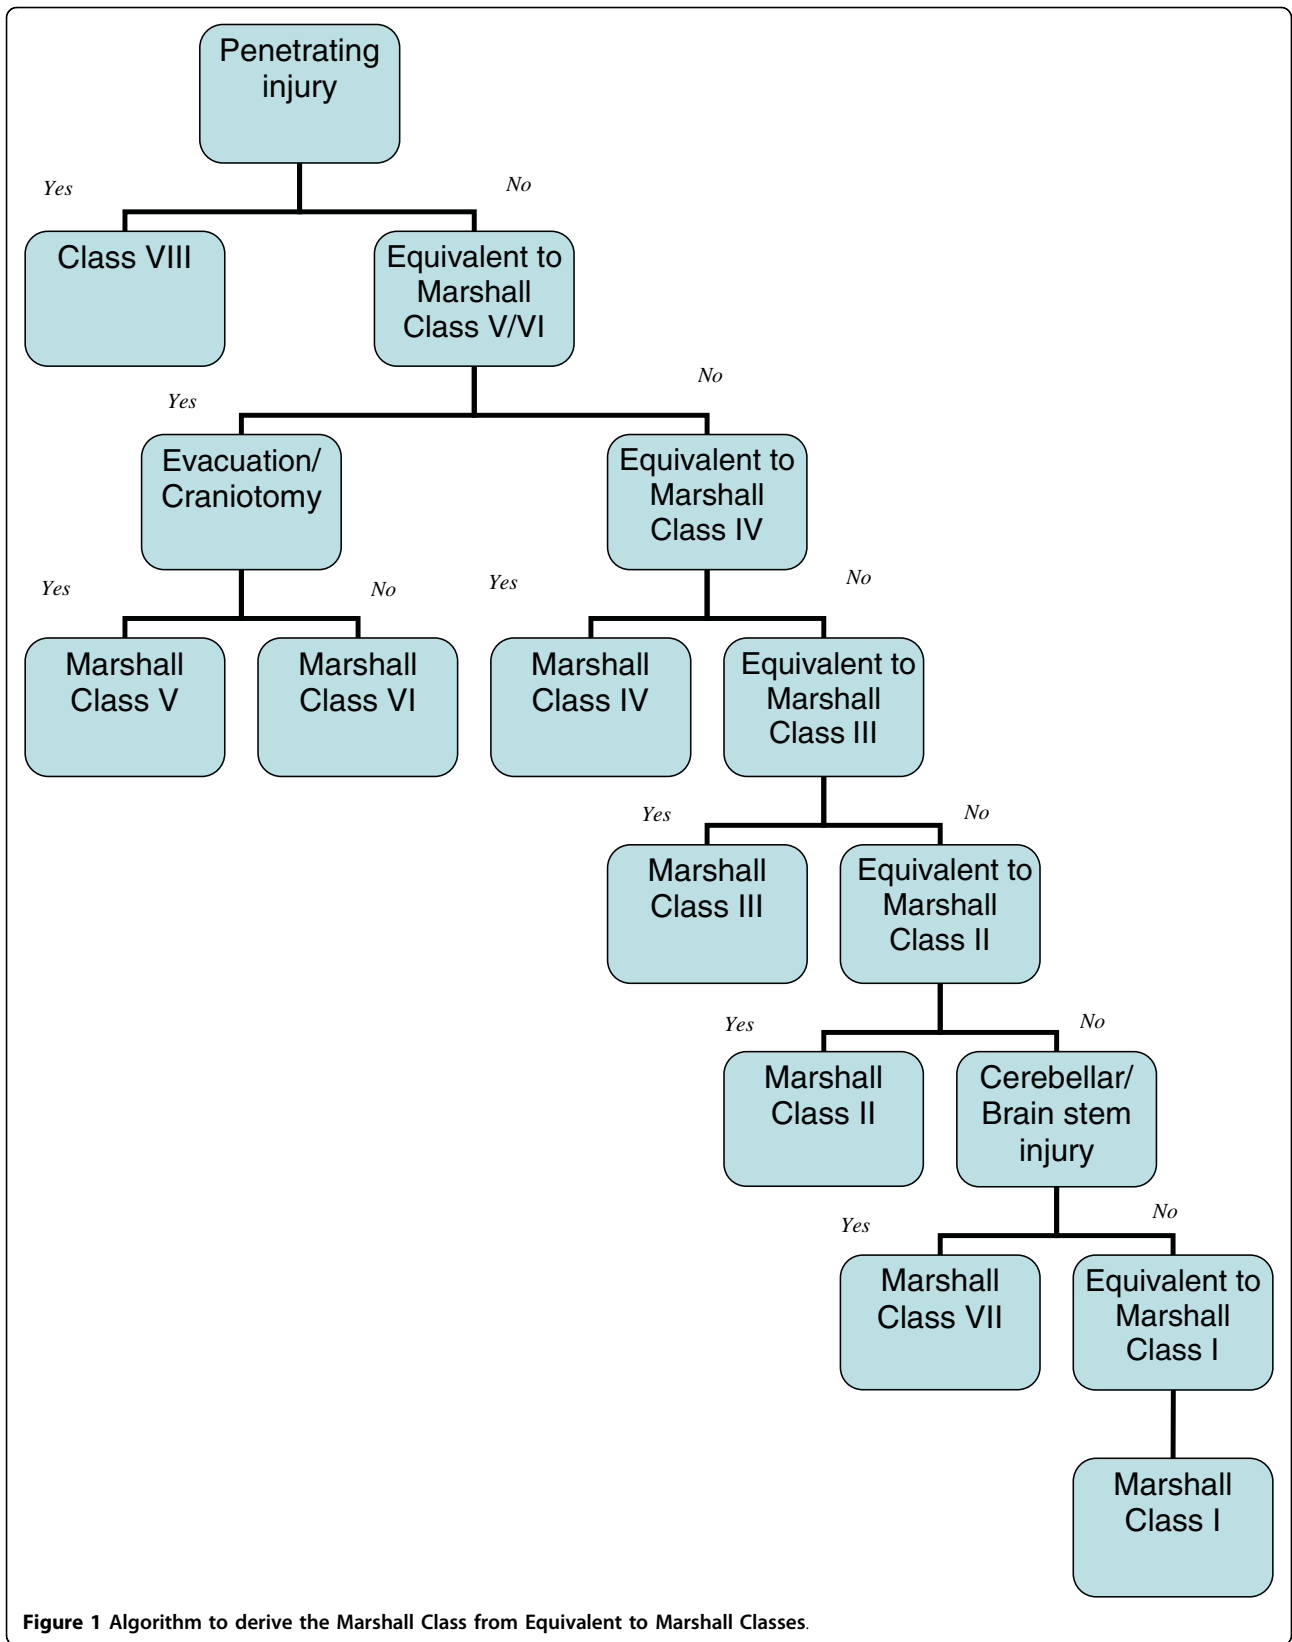 Penetrating
injury
Yes
No
Class VIII
Equivalent to
Marshall
Class V/VI
Yes
No
Evacuation/
Craniotomy
Equivalent to
Marshall
Class IV
Yes
No
Yes
No
Marshall
Class V
Marshall
Class VI
Marshall
Class IV
Equivalent to
Marshall
Class III
Yes
No
Marshall
Class III
Equivalent to
Marshall
Class II
Yes
No
Marshall
Class II
Cerebellar/
Brain stem
injury
Yes
No
Marshall
Class VII
Equivalent to
Marshall
Class I
Marshall
Class I
Figure 1 Algorithm to derive the Marshall Class from Equivalent to Marshall Classes.